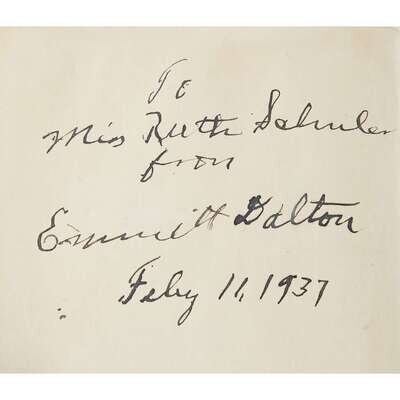 To
Miss Ruth Schuler
from
Emmett Dalton
Feby 11, 1937